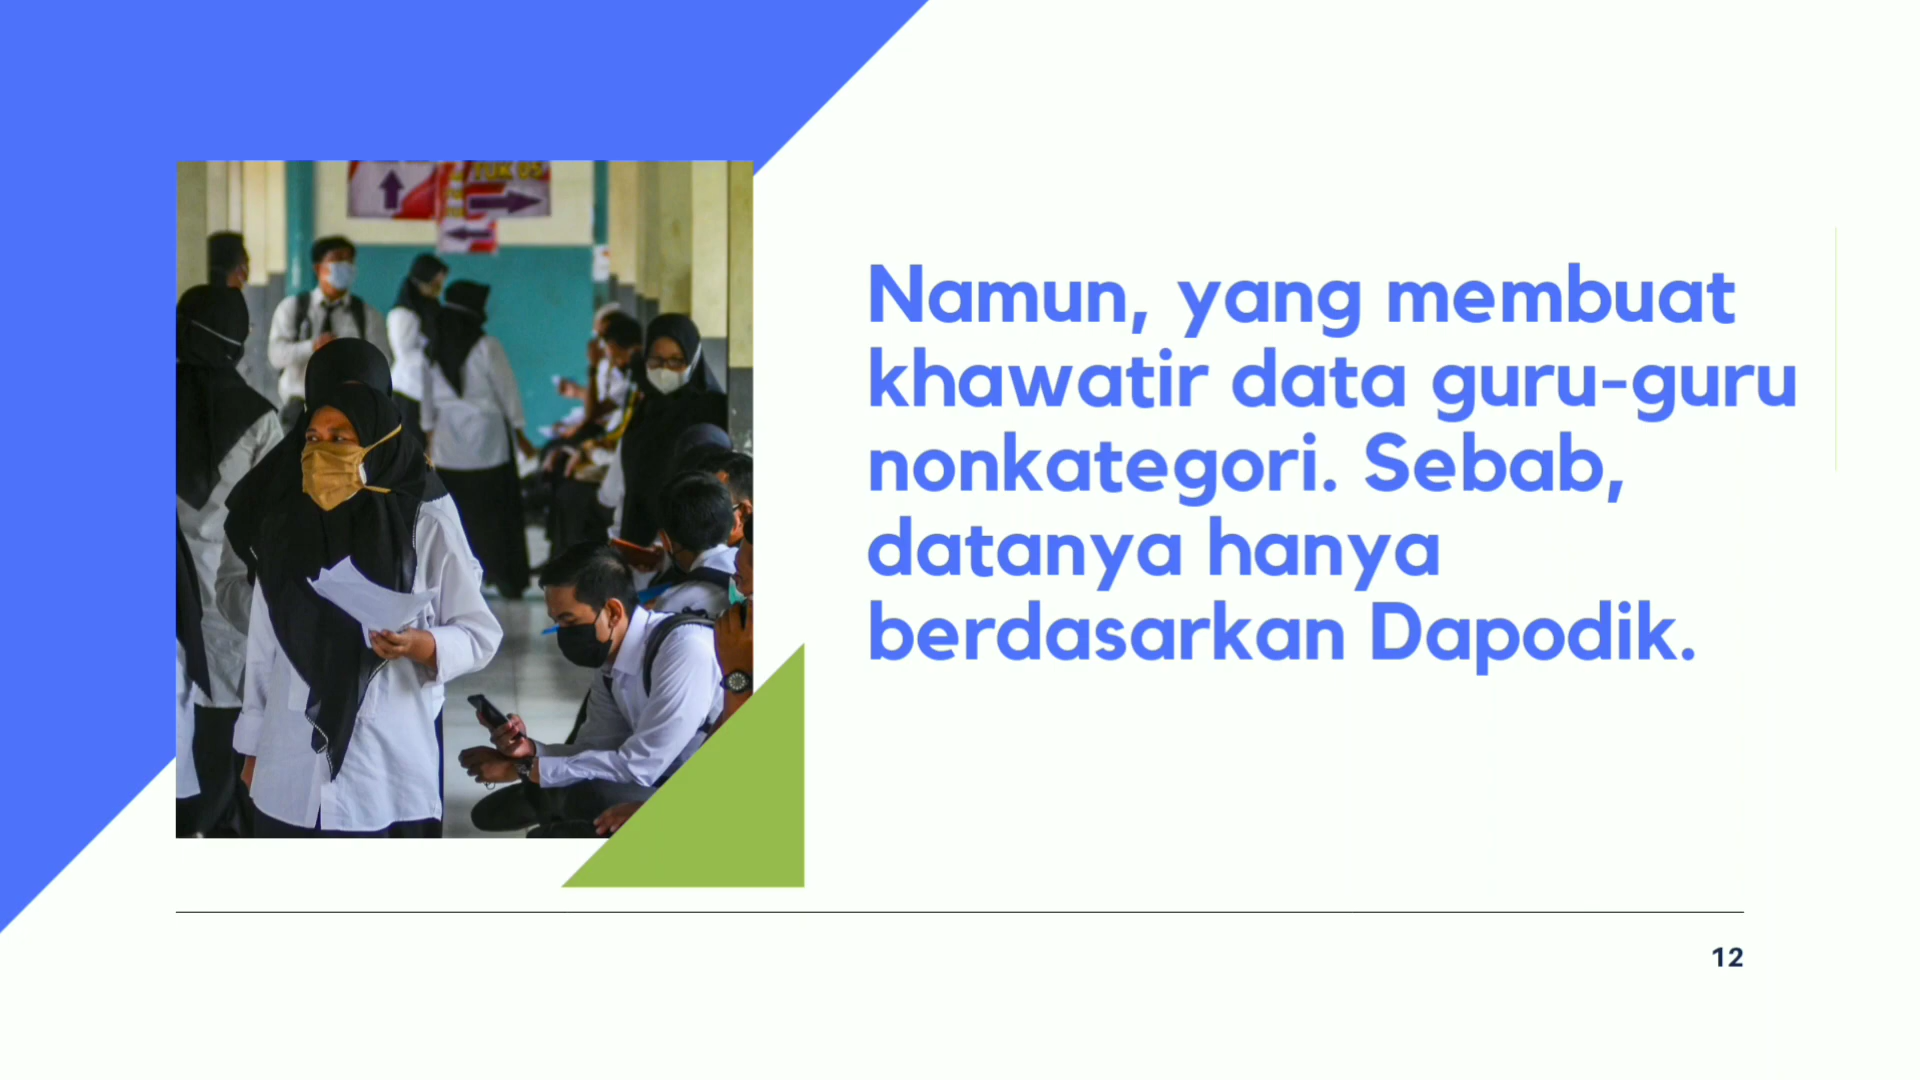 Namun, yang membuat
khawatir data guru-guru
nonkategori. Sebab,
datanya hanya
berdasarkan Dapodik.
12